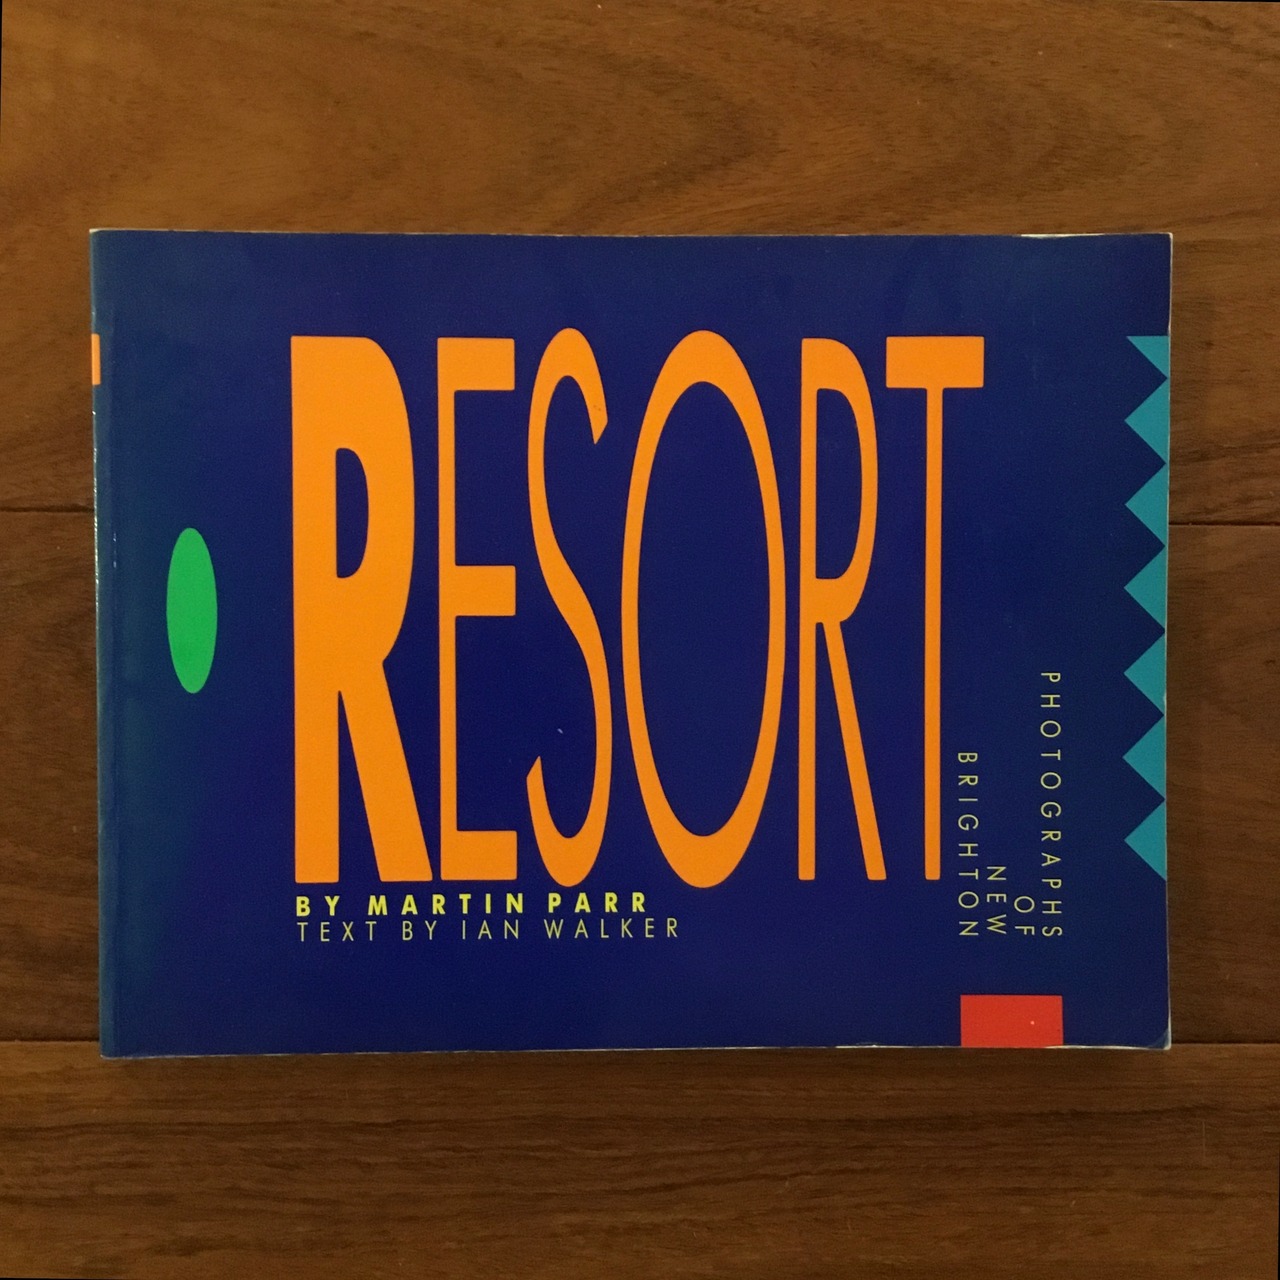 RESORT
BY MARTIN PARR
TEXT BY IAN WALKER
PHOTOGRAPHS
OF
NEW
BRIGHTON